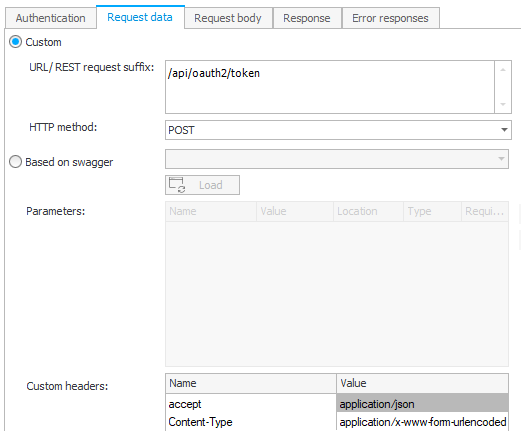 Authentication Request data Request body Response Error responses
Custom
URL/ REST request suffix: /api/oauth2/token
HTTP method: POST
Based on swagger
Load
Parameters: Name Value Location Type Requi...
Custom headers: Name Value
accept application/json
Content-Type application/x-www-form-urlencoded